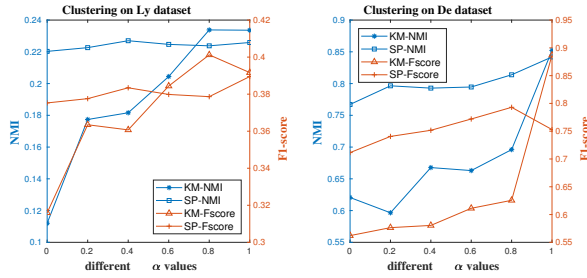 Clustering on Ly dataset
0.24
0.22
0.2
0.18
0.16
0.14
0.12
0.1
NMI
0.42
0.4
0.38
0.36
0.34
0.32
0.3
F1-score
KM-NMI
SP-NMI
KM-Fscore
SP-Fscore
0 0.2 0.4 0.6 0.8 1
different α values
Clustering on De dataset
0.9
0.85
0.8
0.75
0.7
0.65
0.6
0.55
NMI
0.95
0.9
0.85
0.8
0.75
0.7
0.65
0.6
0.55
F1-score
KM-NMI
SP-NMI
KM-Fscore
SP-Fscore
0 0.2 0.4 0.6 0.8 1
different α values